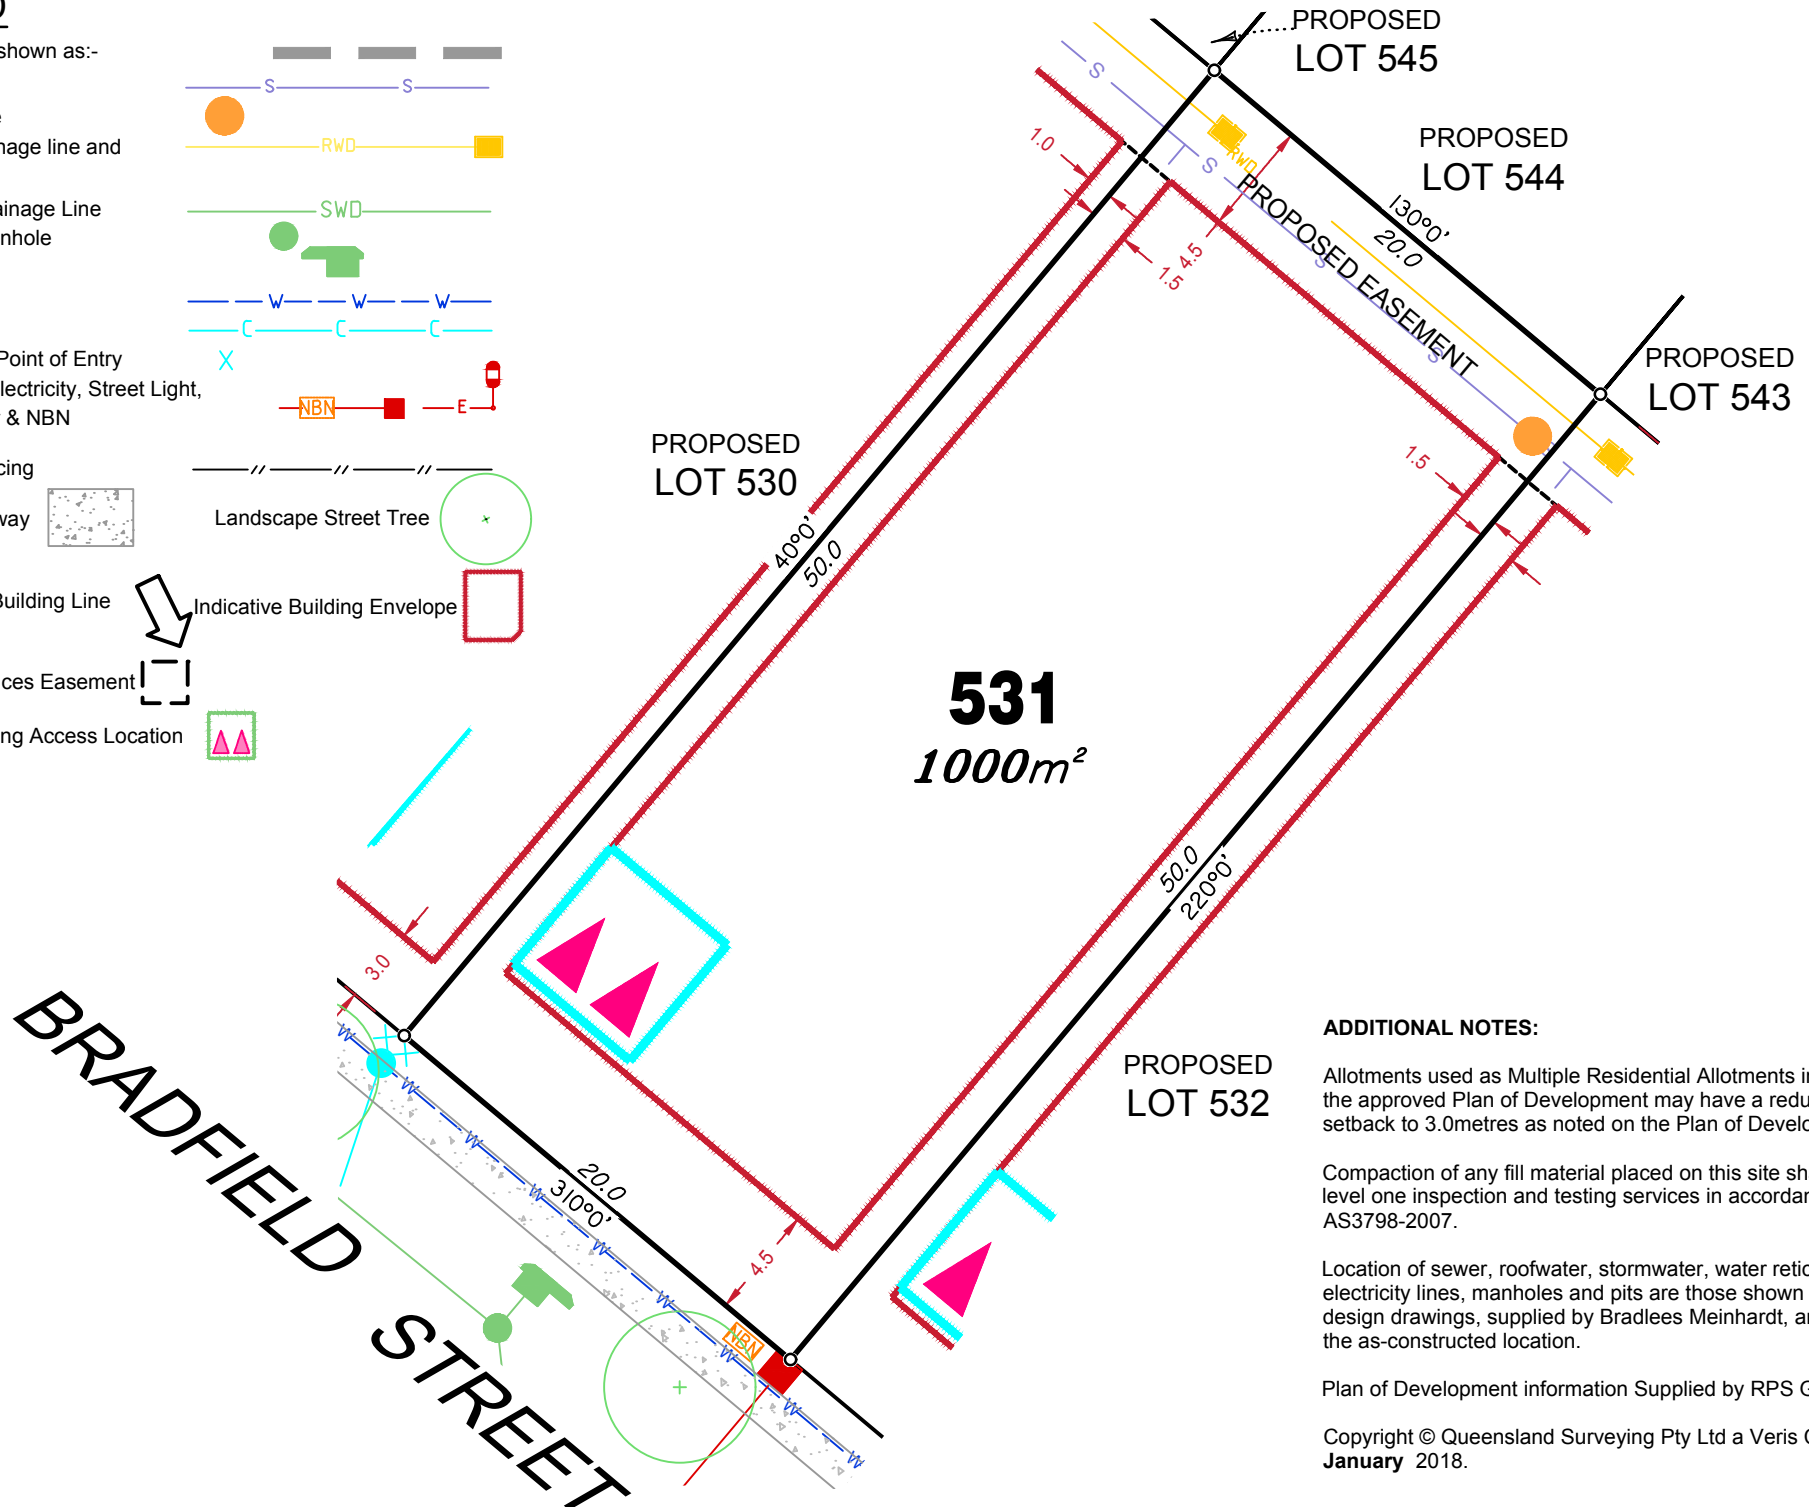 shown as:-
S S
nage line and
RWD
ainage Line
SWD
nhole
W W W
C C C
Point of Entry
X
lectricity, Street Light,
& NBN
NBN E
cing
way
Landscape Street Tree
Building Line
Indicative Building Envelope
ces Easement
ng Access Location
PROPOSED
LOT 545
PROPOSED
LOT 544
PROPOSED
LOT 543
PROPOSED
LOT 530
PROPOSED
LOT 532
S
S
RWD
S
S
PROPOSED EASEMENT
130°0'
20.0
1.0
1.5
4.5
1.5
40°0'
50.0
531
1000m²
50.0
220°0'
3.0
20.0
310°0'
4.5
NBN
W W W W W W W W W
BRADFIELD
STREET
ADDITIONAL NOTES:
Allotments used as Multiple Residential Allotments i
the approved Plan of Development may have a redu
setback to 3.0metres as noted on the Plan of Develo
Compaction of any fill material placed on this site sh
level one inspection and testing services in accordan
AS3798-2007.
Location of sewer, roofwater, stormwater, water retic
electricity lines, manholes and pits are those shown
design drawings, supplied by Bradlees Meinhardt, a
the as-constructed location.
Plan of Development information Supplied by RPS G
Copyright © Queensland Surveying Pty Ltd a Veris
January 2018.